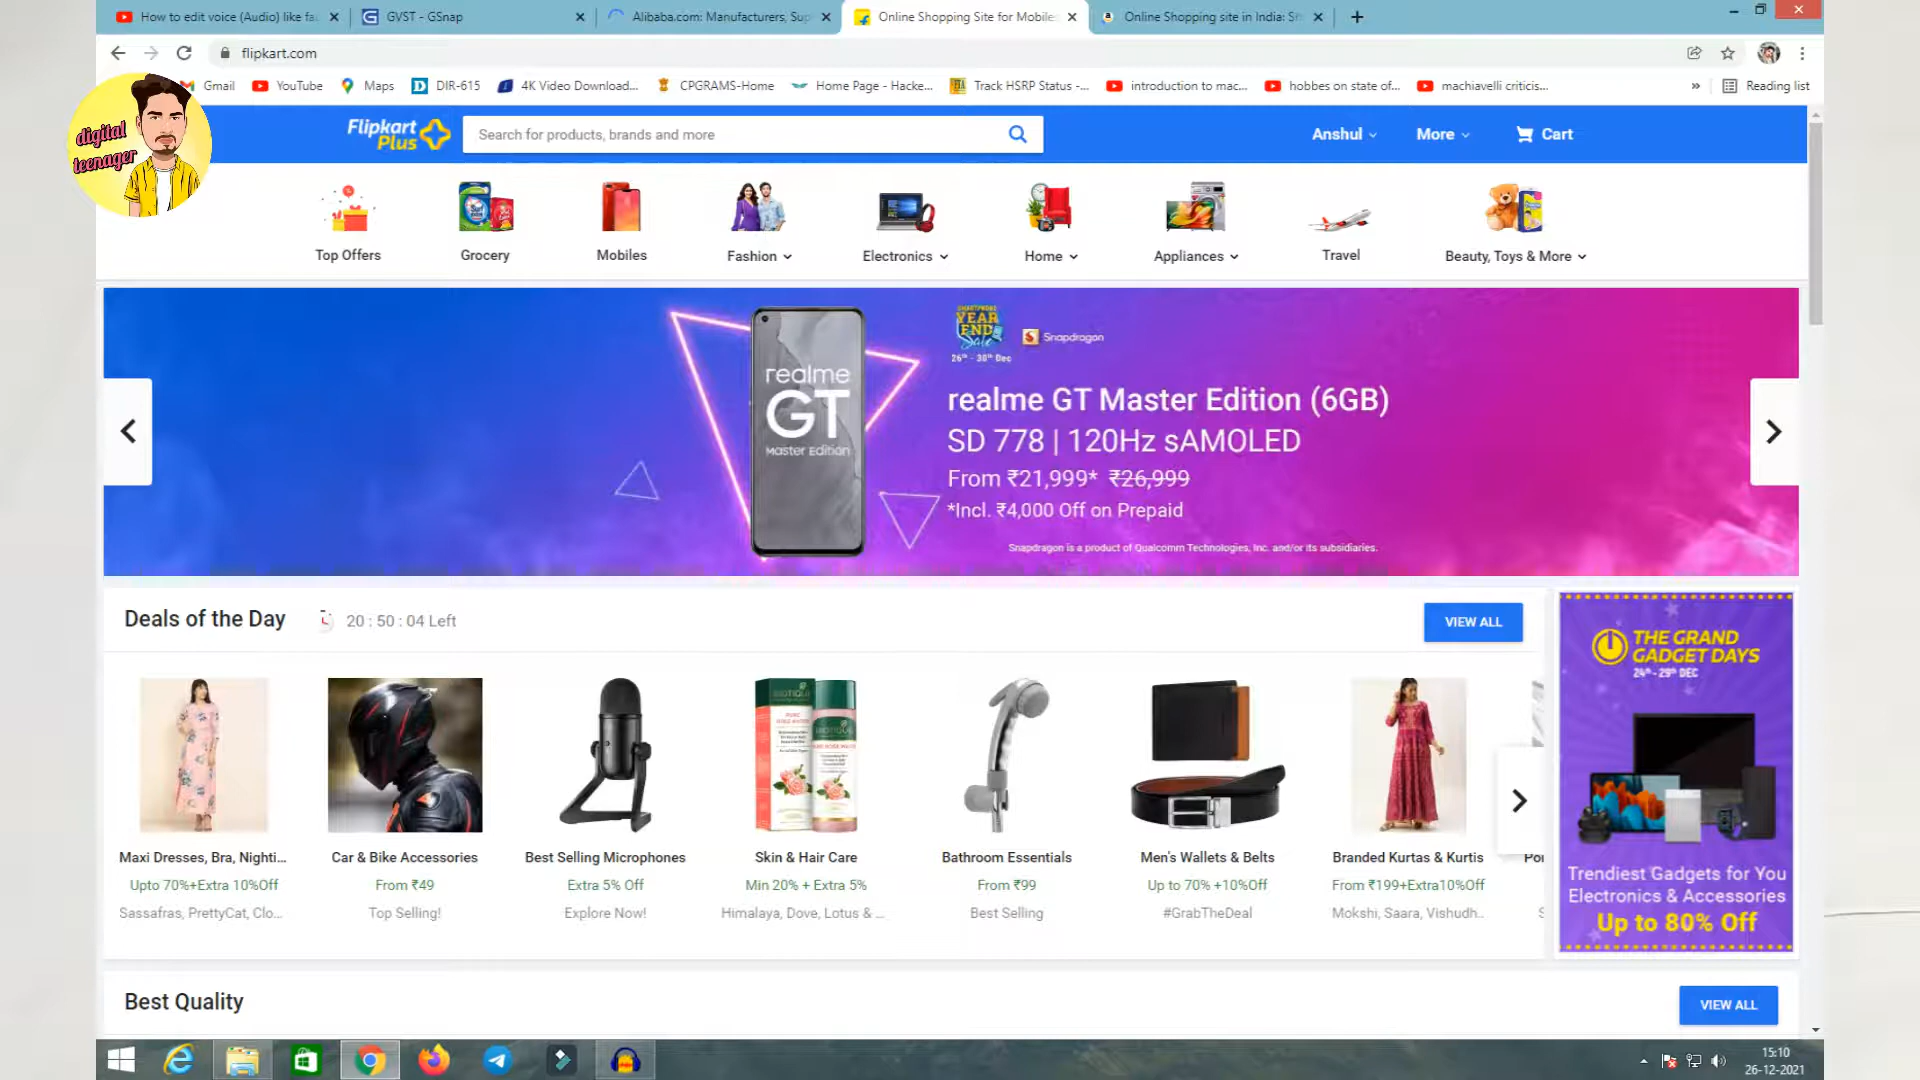 How to edit voice (Audio) like fa
GVST - GSnap
Alibaba.com: Manufacturers, Sup
Online Shopping Site for Mobiles
Online Shopping site in India: Sh
flipkart.com
Gmail
YouTube
Maps
DIR-615
4K Video Download...
CPGRAMS-Home
Home Page - Hacke...
Track HSRP Status -...
introduction to mac...
hobbes on state of...
machiavelli criticis...
»
Reading list
digital
teenager
Flipkart
Plus
Search for products, brands and more
Anshul
More
Cart
Top Offers
Grocery
Mobiles
Fashion
Electronics
Home
Appliances
Travel
Beauty, Toys & More
realme
GT
Master Edition
YEAR
END
Sale
26th - 30th Dec
Snapdragon
realme GT Master Edition (6GB)
SD 778 | 120Hz sAMOLED
From ₹21,999* ₹26,999
*Incl. ₹4,000 Off on Prepaid
Snapdragon is a product of Qualcomm Technologies, Inc. and/or its subsidiaries.
Deals of the Day
20 : 50 : 04 Left
VIEW ALL
THE GRAND
GADGET DAYS
24th - 29th DEC
Trendiest Gadgets for You
Electronics & Accessories
Up to 80% Off
Maxi Dresses, Bra, Nighti...
Upto 70%+Extra 10%Off
Sassafras, PrettyCat, Clo...
Car & Bike Accessories
From ₹49
Top Selling!
Best Selling Microphones
Extra 5% Off
Explore Now!
BIOTIQUE
Skin & Hair Care
Min 20% + Extra 5%
Himalaya, Dove, Lotus & ...
Bathroom Essentials
From ₹99
Best Selling
Men's Wallets & Belts
Up to 70% +10%Off
#GrabTheDeal
Branded Kurtas & Kurtis
From ₹199+Extra10%Off
Mokshi, Saara, Vishudh..
Best Quality
VIEW ALL
15:10
26-12-2021